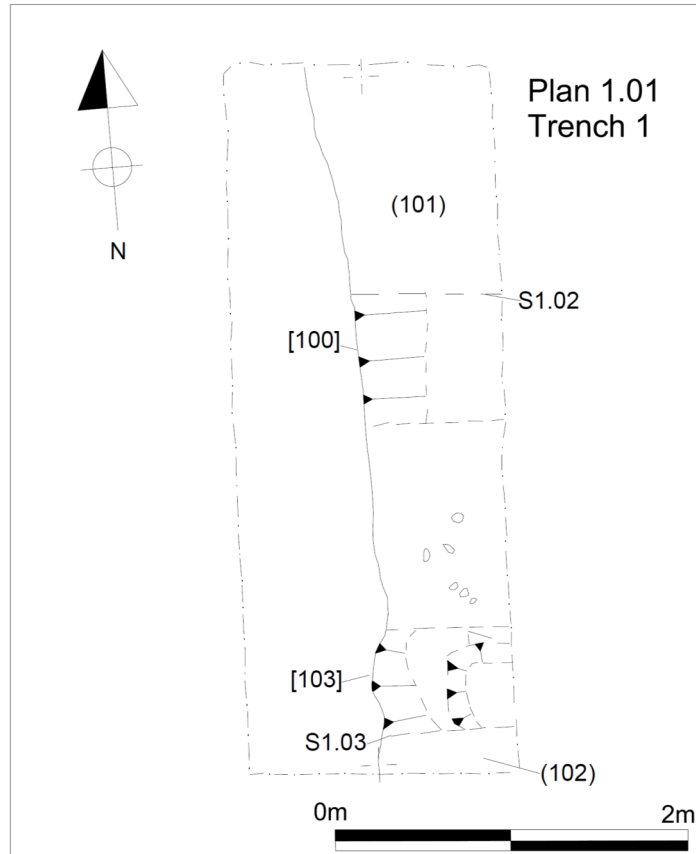 Plan 1.01
Trench 1
(101)
N
S1.02
[100]
[103]
S1.03
(102)
0m
2m